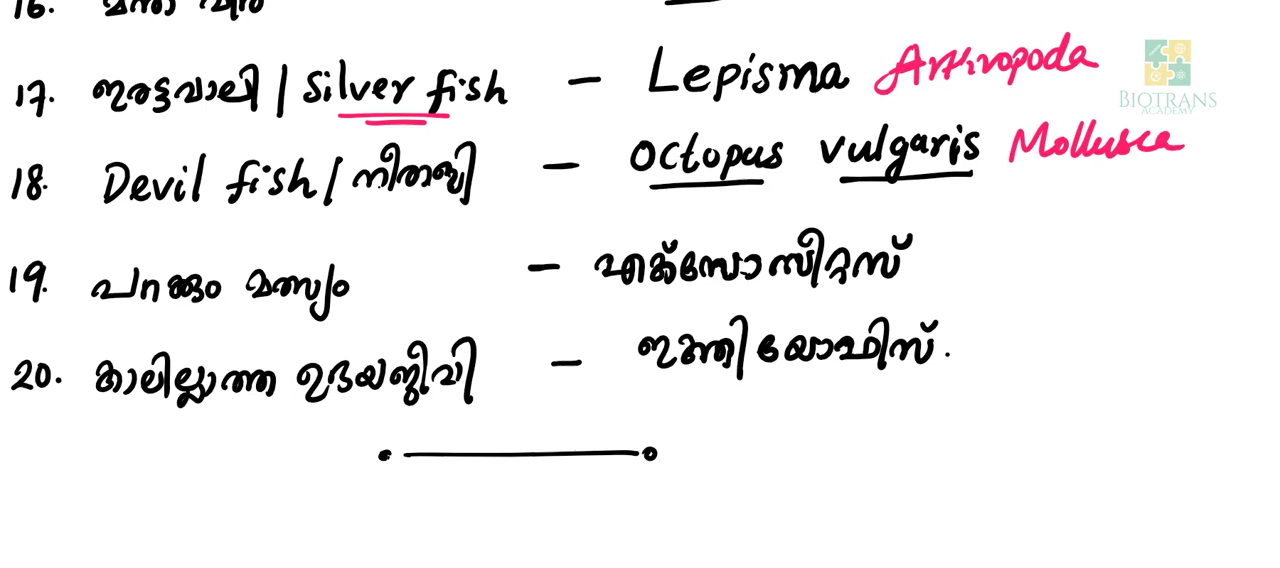 17. ഇരട്ടവാലി / Silver fish – Lepisma Arthropoda
BIOTRANS
ACADEMY
18. Devil fish / നീരാളി – Octopus vulgaris Mollusca
19. പറക്കും മത്സ്യം – എക്സോസീറ്റസ്
20. കാലില്ലാത്ത ഉഭയജീവി – ഇക്തിയോഫിസ്.